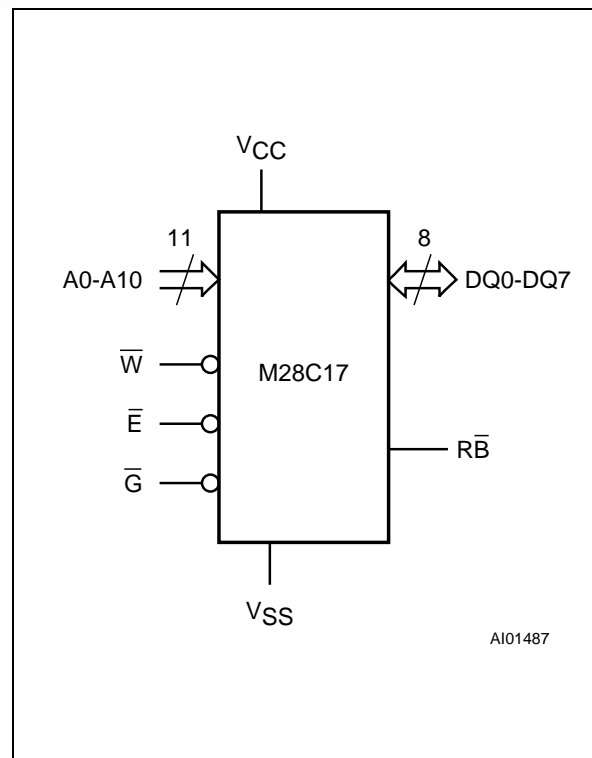 VCC
11
8
A0-A10
DQ0-DQ7
W̅
M28C17
E̅
RB̅
G̅
VSS
AI01487